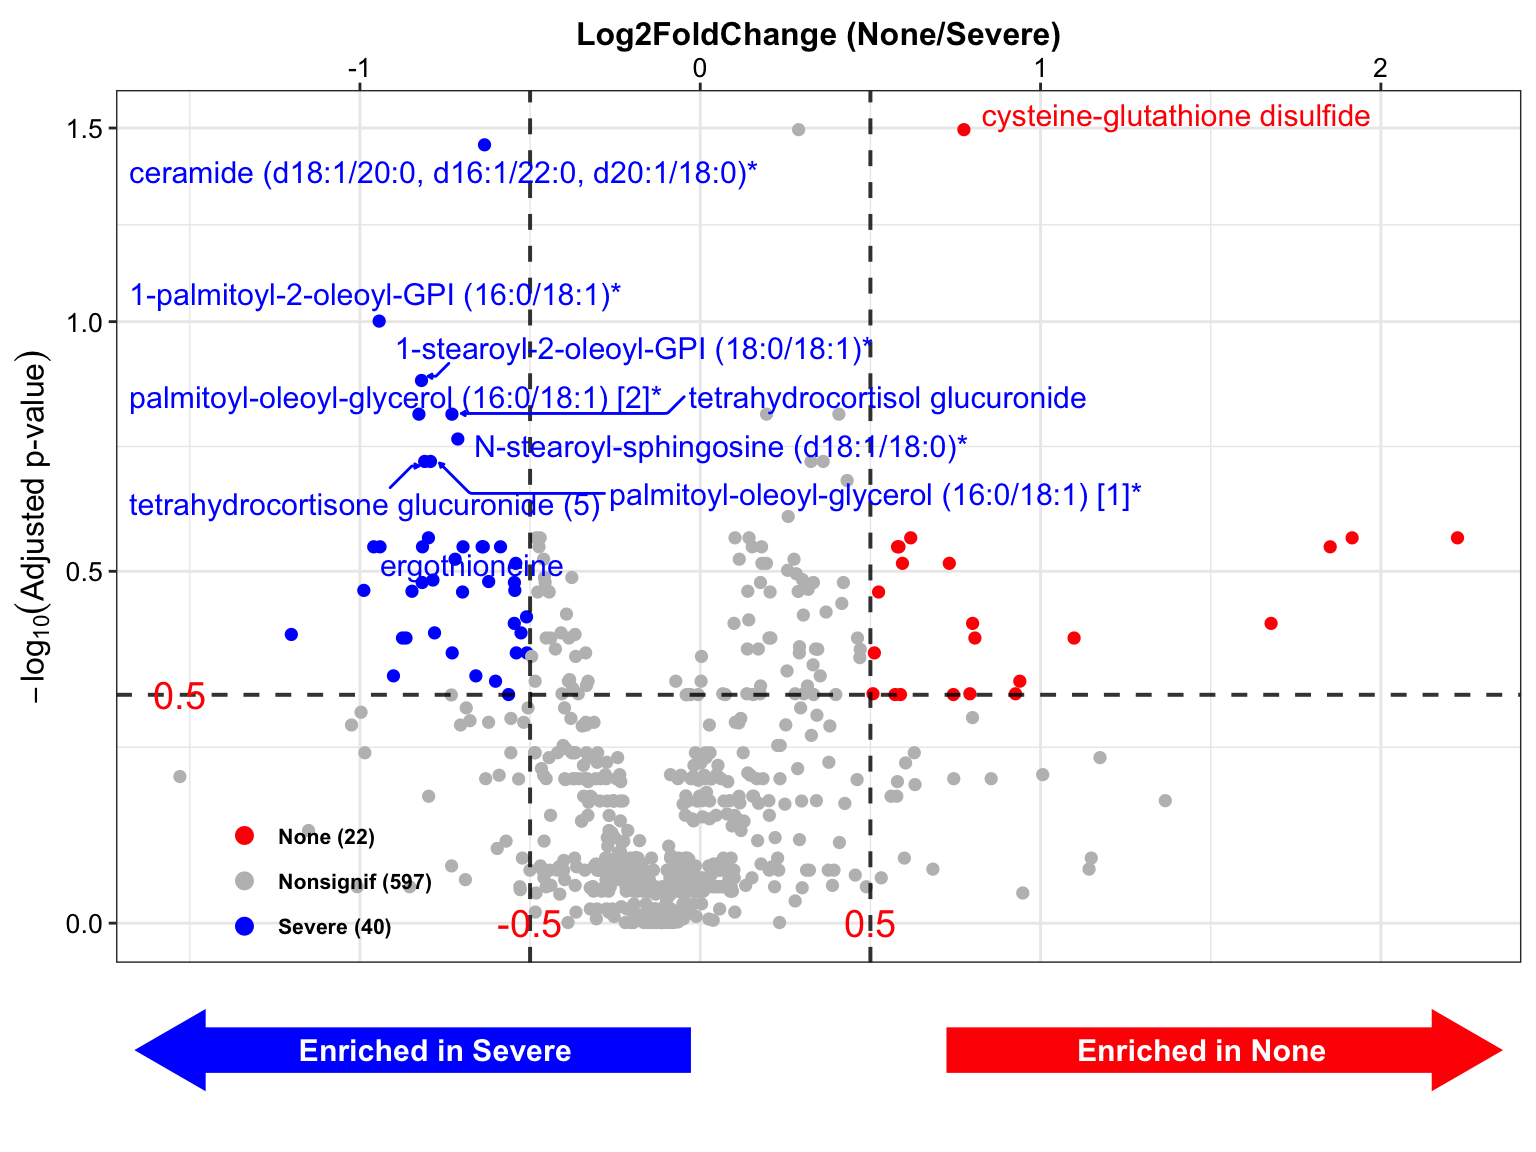 Log2FoldChange (None/Severe)
-1 0 1 2
1.5
cysteine-glutathione disulfide
ceramide (d18:1/20:0, d16:1/22:0, d20:1/18:0)*
1-palmitoyl-2-oleoyl-GPI (16:0/18:1)*
1.0
1-stearoyl-2-oleoyl-GPI (18:0/18:1)*
palmitoyl-oleoyl-glycerol (16:0/18:1) [2]* tetrahydrocortisol glucuronide
N-stearoyl-sphingosine (d18:1/18:0)*
palmitoyl-oleoyl-glycerol (16:0/18:1) [1]*
tetrahydrocortisone glucuronide (5)
ergothioneine
0.5
−log10(Adjusted p-value)
0.5
None (22)
Nonsignif (597)
Severe (40)
0.0
-0.5 0.5
Enriched in Severe Enriched in None